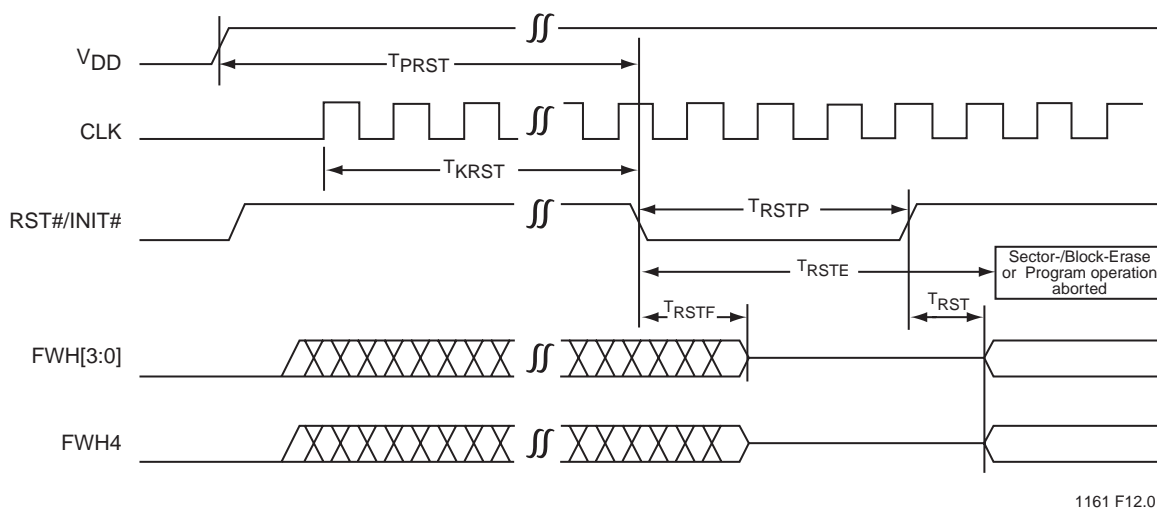 VDD
TPRST
CLK
TKRST
RST#/INIT#
TRSTP
TRSTE
Sector-/Block-Erase
or Program operation
aborted
TRST
TRSTF
FWH[3:0]
FWH4
1161 F12.0